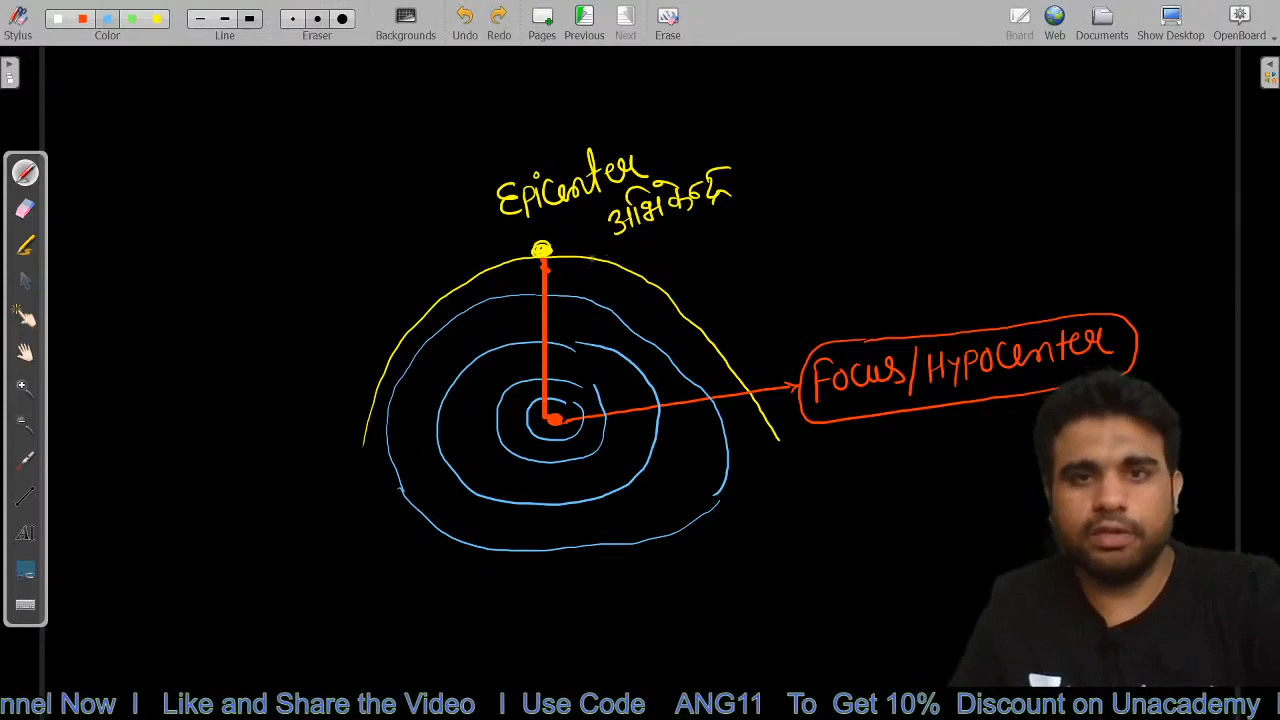 Stylus
Color
Line
Eraser
Backgrounds
Undo
Redo
Pages
Previous
Next
Erase
Board
Web
Documents
Show Desktop
OpenBoard
Epicenter
Focus/Hypocenter
nnel Now I Like and Share the Video I Use Code ANG11 To Get 10% Discount on Unacademy I